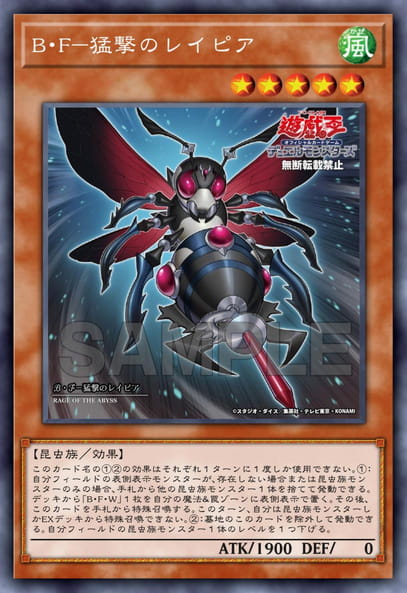 B・F－猛撃のレイピア
風
かぜ
遊戯王
オフィシャルカードゲーム
デュエルモンスターズ
無断転載禁止
SAMPLE
B・F－猛撃のレイピア
RAGE OF THE ABYSS
©スタジオ・ダイス／集英社・テレビ東京・KONAMI
【昆虫族／効果】
このカード名の①②の効果はそれぞれ１ターンに１度しか使用できない。①：
自分フィールドの表側表示モンスターが、存在しない場合または昆虫族モンス
ターのみの場合、手札から他の昆虫族モンスター１体を捨てて発動できる。
デッキから「B・F・W」１枚を自分の魔法&罠ゾーンに表側表示で置く。その後、
このカードを手札から特殊召喚する。このターン、自分は昆虫族モンスターし
かEXデッキから特殊召喚できない。②：墓地のこのカードを除外して発動でき
る。自分フィールドの昆虫族モンスター１体のレベルを１つ下げる。
ATK/1900 DEF/ 0